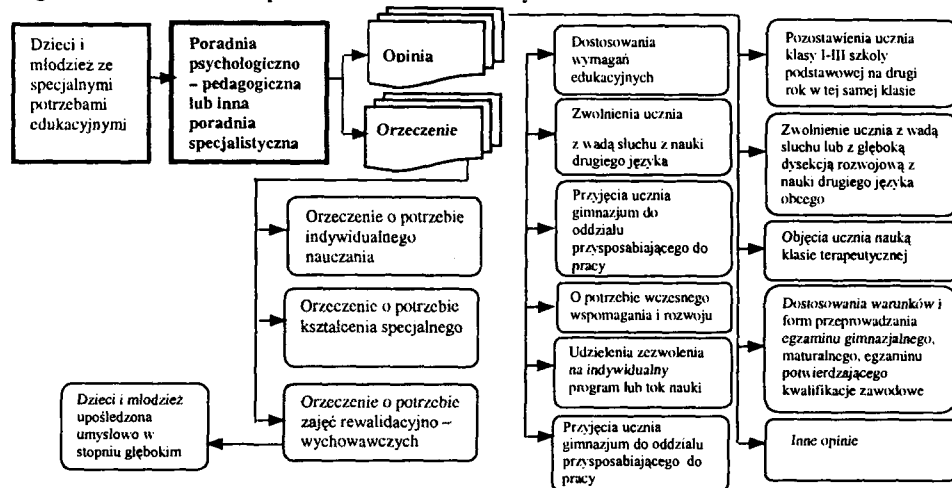 Dzieci i
młodzież ze
specjalnymi
potrzebami
edukacyjnymi
Poradnia
psychologiczno
– pedagogiczna
lub inna
poradnia
specjalistyczna
Opinia
Orzeczenie
Orzeczenie o potrzebie
indywidualnego
nauczania
Orzeczenie o potrzebie
kształcenia specjalnego
Orzeczenie o potrzebie
zajęć rewalidacyjno –
wychowawczych
Dzieci i młodzież
upośledzona
umysłowo w
stopniu głębokim
Dostosowania
wymagań
edukacyjnych
Zwolnienia ucznia
z wadą słuchu z nauki
drugiego języka
Przyjęcia ucznia
gimnazjum do
oddziału
przysposabiającego do
pracy
O potrzebie wczesnego
wspomagania i rozwoju
Udzielenia zezwolenia
na indywidualny
program lub tok nauki
Przyjęcia ucznia
gimnazjum do oddziału
przysposabiającego do
pracy
Pozostawienia ucznia
klasy I-III szkoły
podstawowej na drugi
rok w tej samej klasie
Zwolnienie ucznia z wadą
słuchu lub z głęboką
dysekcją rozwojową z
nauki drugiego języka
obcego
Objęcia ucznia nauką
klasie terapeutycznej
Dostosowania warunków i
form przeprowadzania
egzaminu gimnazjalnego,
maturalnego, egzaminu
potwierdzającego
kwalifikacje zawodowe
Inne opinie